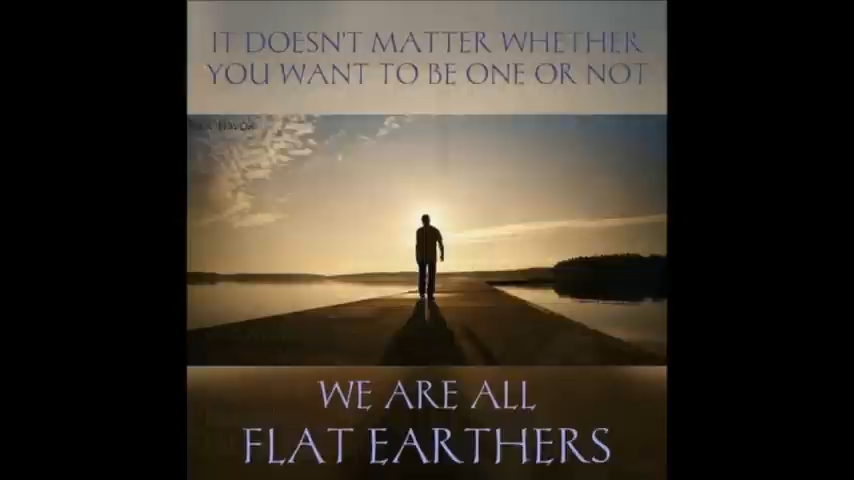 IT DOESN'T MATTER WHETHER
YOU WANT TO BE ONE OR NOT
WE ARE ALL
FLAT EARTHERS